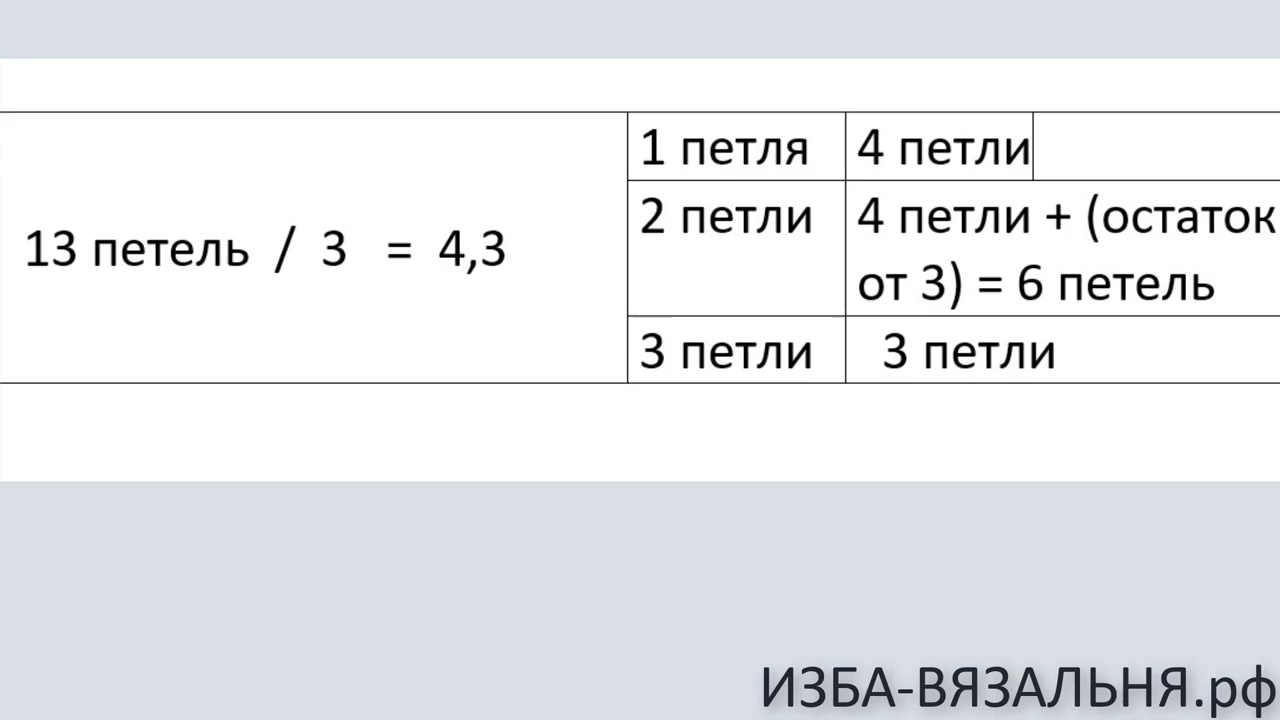 13 петель / 3 = 4,3
1 петля
4 петли
2 петли
4 петли + (остаток
от 3) = 6 петель
3 петли
3 петли
ИЗБА-ВЯЗАЛЬНЯ.рф